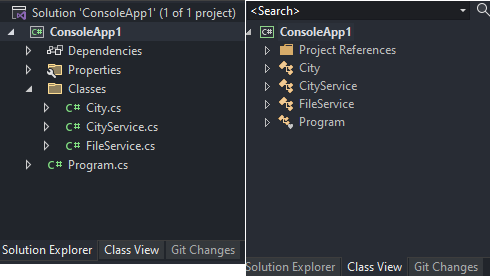 Solution 'ConsoleApp1' (1 of 1 project)
C# ConsoleApp1
Dependencies
Properties
Classes
C# City.cs
C# CityService.cs
C# FileService.cs
C# Program.cs
Solution Explorer Class View Git Changes
<Search>
C# ConsoleApp1
Project References
City
CityService
FileService
Program
Solution Explorer Class View Git Changes